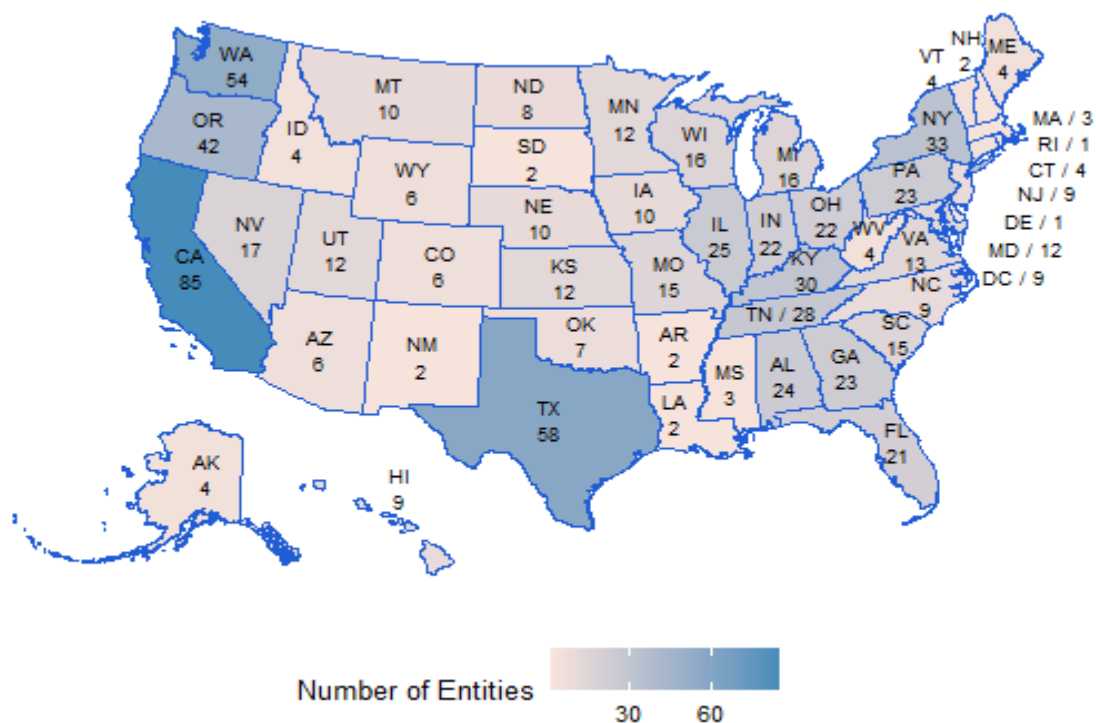 WA
54
OR
42
CA
85
ID
4
NV
17
MT
10
WY
6
UT
12
AZ
6
CO
6
NM
2
ND
8
SD
2
NE
10
KS
12
OK
7
TX
58
MN
12
IA
10
MO
15
AR
2
LA
2
WI
16
IL
25
MS
3
MI
16
IN
22
KY
30
TN / 28
AL
24
OH
22
WV
4
GA
23
FL
21
SC
15
NC
9
VA
13
PA
23
NY
33
VT
4
NH
2
ME
4
MA / 3
RI / 1
CT / 4
NJ / 9
DE / 1
MD / 12
DC / 9
AK
4
HI
9
Number of Entities
30 60